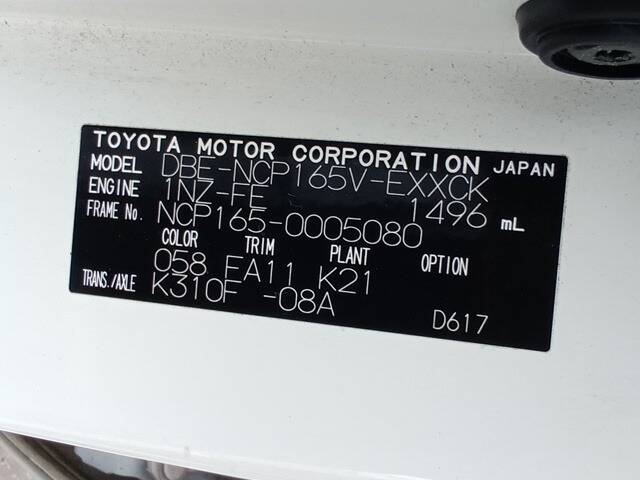 TOYOTA MOTOR CORPORATION JAPAN
MODEL DBE-NCP165V-EXXCK
ENGINE 1NZ-FE 1496 mL
FRAME No. NCP165-0005080
COLOR TRIM PLANT OPTION
058 FA11 K21
TRANS./AXLE K310F -08A
D617